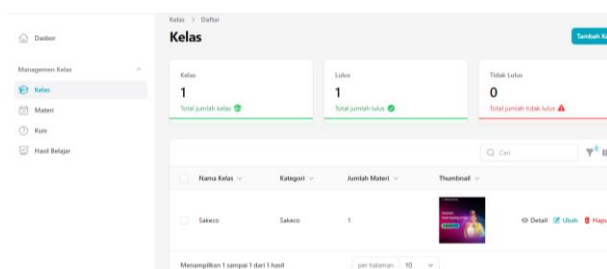 Kelas > Daftar
Dasbor
Kelas
Tambah Ke
Managemen Kelas
Kelas
Materi
Kuis
Hasil Belajar
Kelas
1
Total jumlah kelas
Lulus
1
Total jumlah lulus
Tidak Lulus
0
Total jumlah tidak lulus
Cari
Nama Kelas Kategori Jumlah Materi Thumbnail
Sakeco Sakeco 1 Detail Ubah Hapu
Menampilkan 1 sampai 1 dari 1 hasil per halaman 10